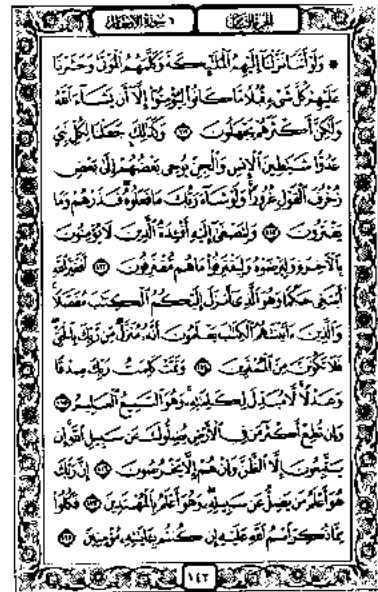 الجزء الثامن
٦ سورة الأنعام
۞ وَلَوْ أَنَّنَا نَزَّلْنَآ إِلَيْهِمُ ٱلْمَلَٰٓئِكَةَ وَكَلَّمَهُمُ ٱلْمَوْتَىٰ وَحَشَرْنَا
عَلَيْهِمْ كُلَّ شَىْءٍ قُبُلًا مَّا كَانُوا۟ لِيُؤْمِنُوٓا۟ إِلَّآ أَن يَشَآءَ ٱللَّهُ
وَلَٰكِنَّ أَكْثَرَهُمْ يَجْهَلُونَ ۝١١١ وَكَذَٰلِكَ جَعَلْنَا لِكُلِّ نَبِىٍّ
عَدُوًّا شَيَٰطِينَ ٱلْإِنسِ وَٱلْجِنِّ يُوحِى بَعْضُهُمْ إِلَىٰ بَعْضٍ
زُخْرُفَ ٱلْقَوْلِ غُرُورًا وَلَوْ شَآءَ رَبُّكَ مَا فَعَلُوهُ فَذَرْهُمْ وَمَا
يَفْتَرُونَ ۝١١٢ وَلِتَصْغَىٰٓ إِلَيْهِ أَفْـِٔدَةُ ٱلَّذِينَ لَا يُؤْمِنُونَ
بِٱلْـَٔاخِرَةِ وَلِيَرْضَوْهُ وَلِيَقْتَرِفُوا۟ مَا هُم مُّقْتَرِفُونَ ۝١١٣ أَفَغَيْرَ ٱللَّهِ
أَبْتَغِى حَكَمًا وَهُوَ ٱلَّذِىٓ أَنزَلَ إِلَيْكُمُ ٱلْكِتَٰبَ مُفَصَّلًا
وَٱلَّذِينَ ءَاتَيْنَٰهُمُ ٱلْكِتَٰبَ يَعْلَمُونَ أَنَّهُۥ مُنَزَّلٌ مِّن رَّبِّكَ بِٱلْحَقِّ
فَلَا تَكُونَنَّ مِنَ ٱلْمُمْتَرِينَ ۝١١٤ وَتَمَّتْ كَلِمَتُ رَبِّكَ صِدْقًا
وَعَدْلًا لَّا مُبَدِّلَ لِكَلِمَٰتِهِۦ وَهُوَ ٱلسَّمِيعُ ٱلْعَلِيمُ ۝١١٥
وَإِن تُطِعْ أَكْثَرَ مَن فِى ٱلْأَرْضِ يُضِلُّوكَ عَن سَبِيلِ ٱللَّهِ إِن
يَتَّبِعُونَ إِلَّا ٱلظَّنَّ وَإِنْ هُمْ إِلَّا يَخْرُصُونَ ۝١١٦ إِنَّ رَبَّكَ
هُوَ أَعْلَمُ مَن يَضِلُّ عَن سَبِيلِهِۦ وَهُوَ أَعْلَمُ بِٱلْمُهْتَدِينَ ۝١١٧ فَكُلُوا۟
مِمَّا ذُكِرَ ٱسْمُ ٱللَّهِ عَلَيْهِ إِن كُنتُم بِـَٔايَٰتِهِۦ مُؤْمِنِينَ ۝١١٨
١٤٢